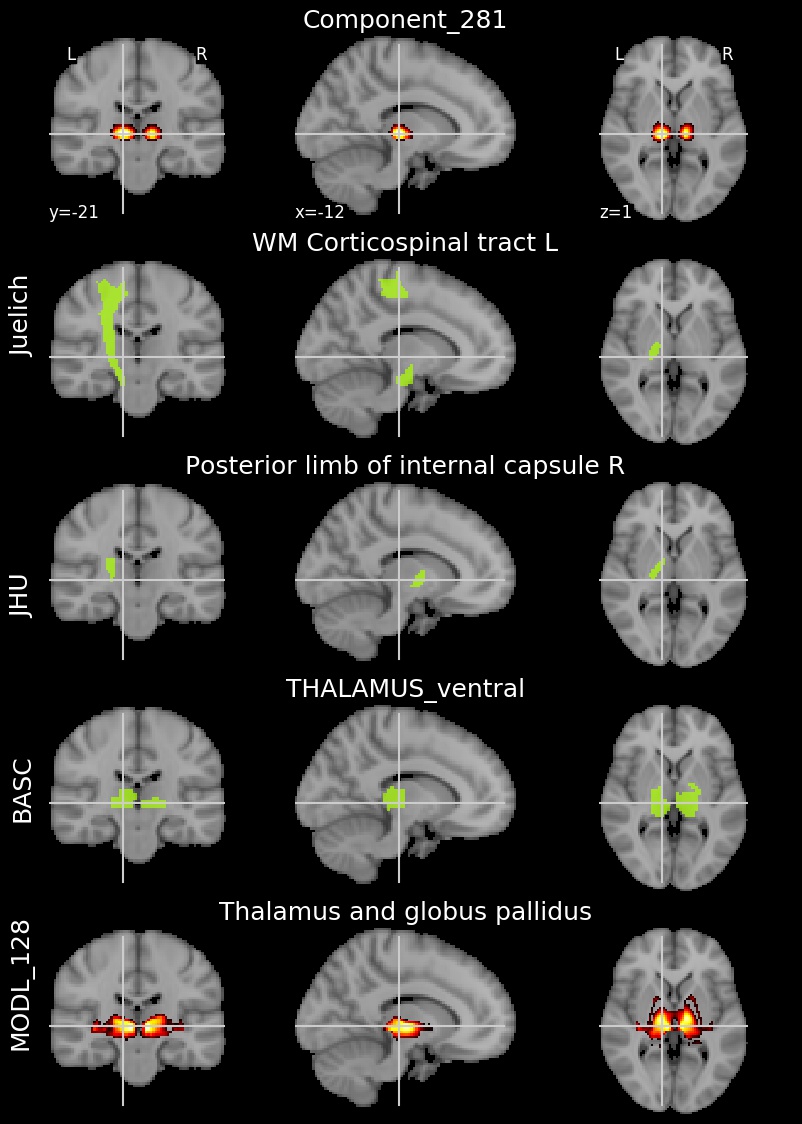 Component_281
L R L R
y=-21 x=-12 z=1
WM Corticospinal tract L
Juelich
Posterior limb of internal capsule R
JHU
THALAMUS_ventral
BASC
Thalamus and globus pallidus
MODL_128